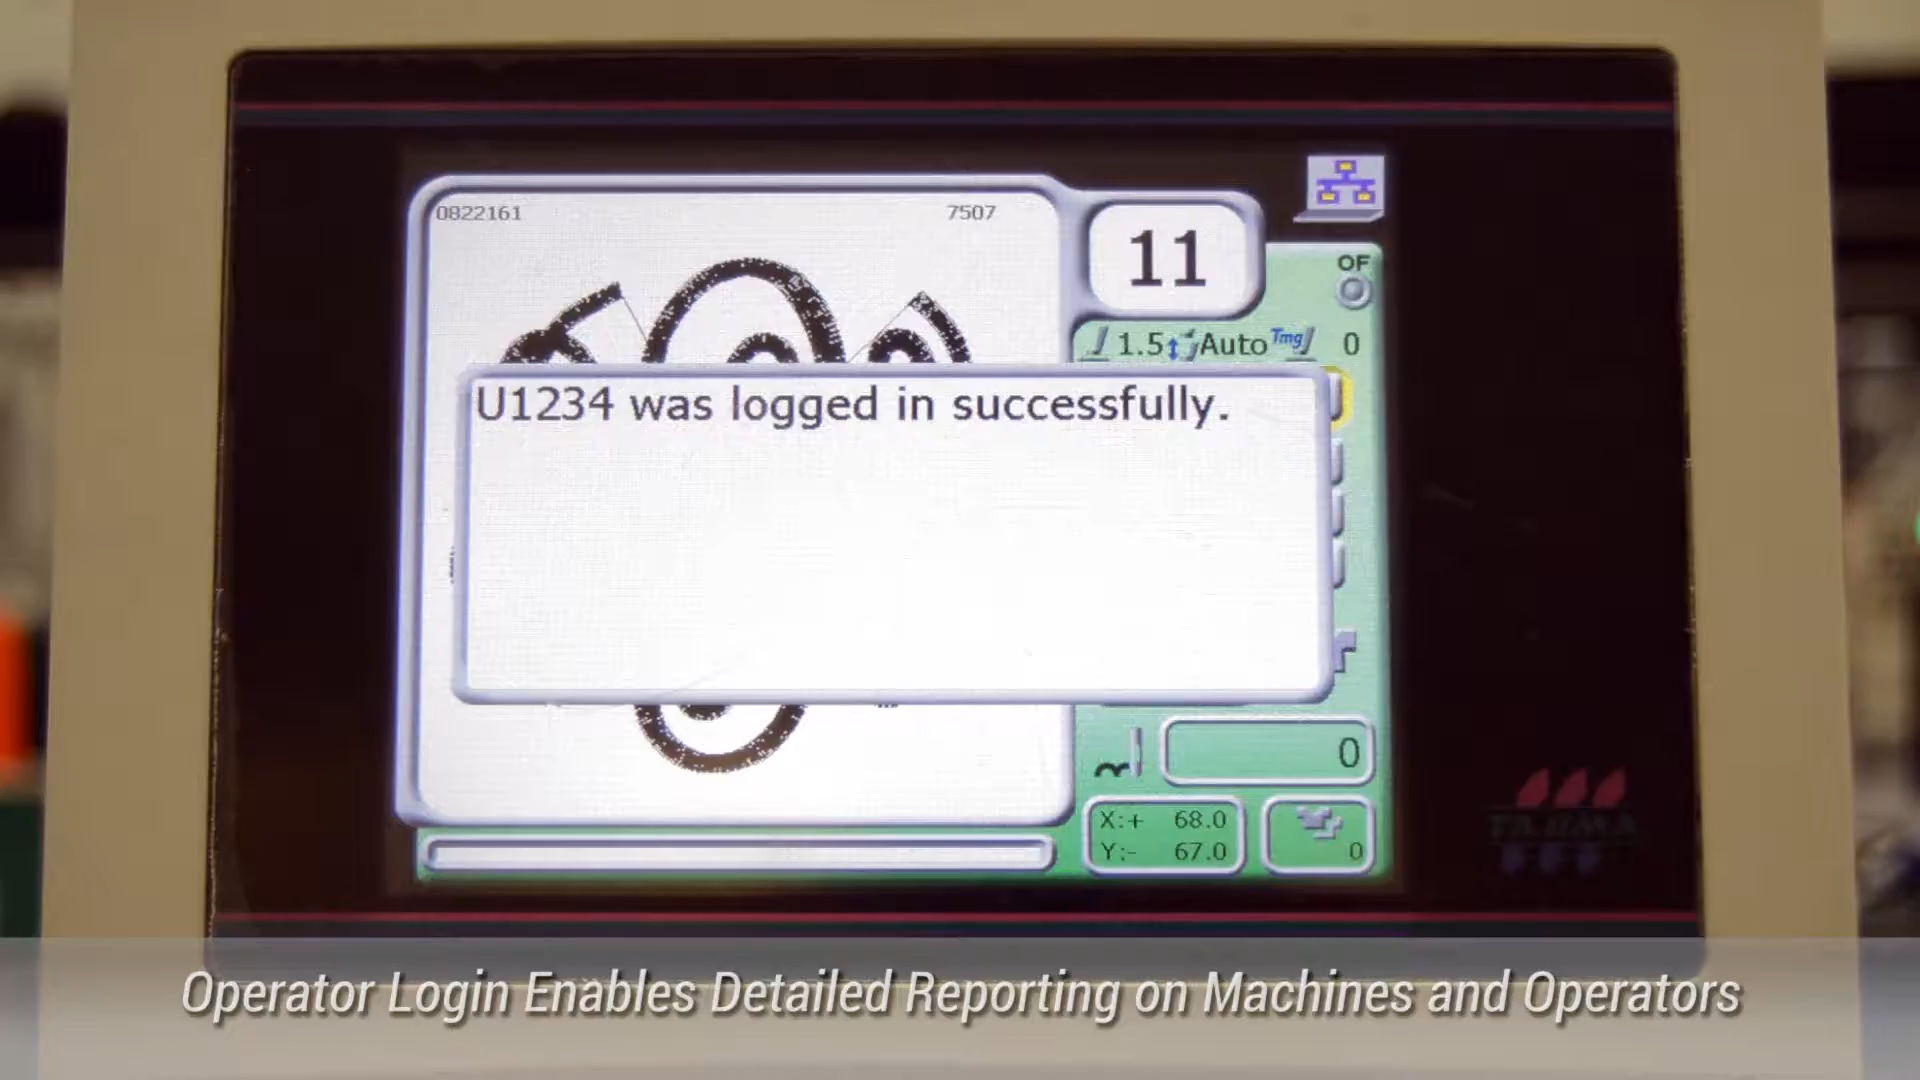 0822161
7507
11
OF
1.5
Auto
Tmg
0
U1234 was logged in successfully.
0
X:+ 68.0
Y:- 67.0
0
TAJIMA
Operator Login Enables Detailed Reporting on Machines and Operators